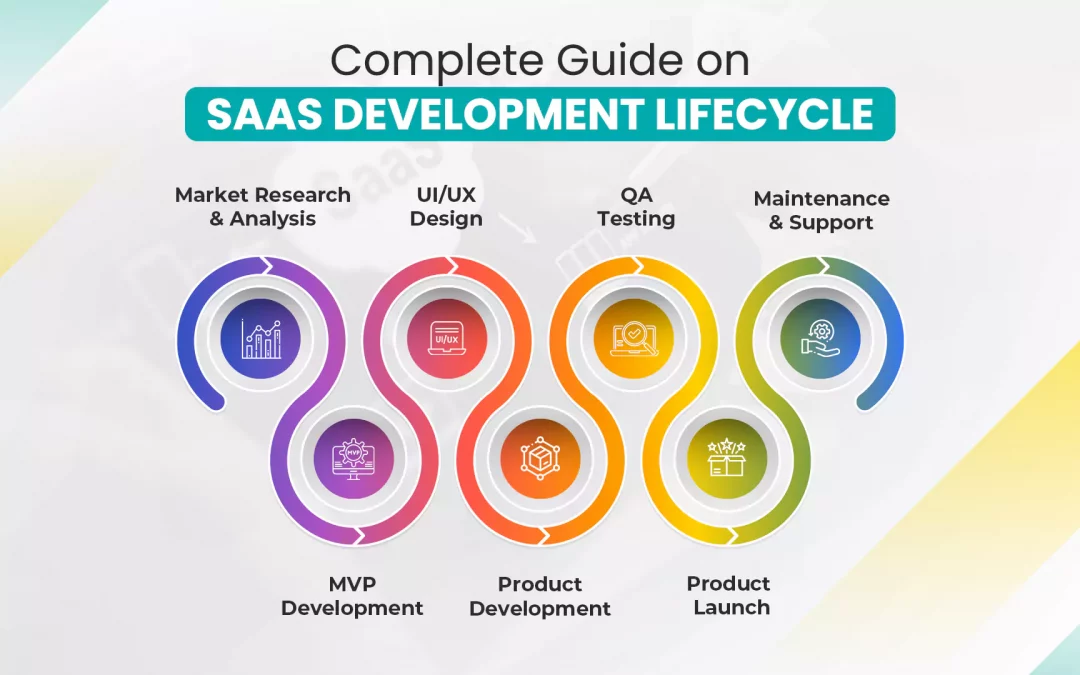 Complete Guide on
SAAS DEVELOPMENT LIFECYCLE
SaaS
Market Research
& Analysis
UI/UX
Design
QA
Testing
Maintenance
& Support
UI/UX
MVP
MVP
Development
Product
Development
Product
Launch